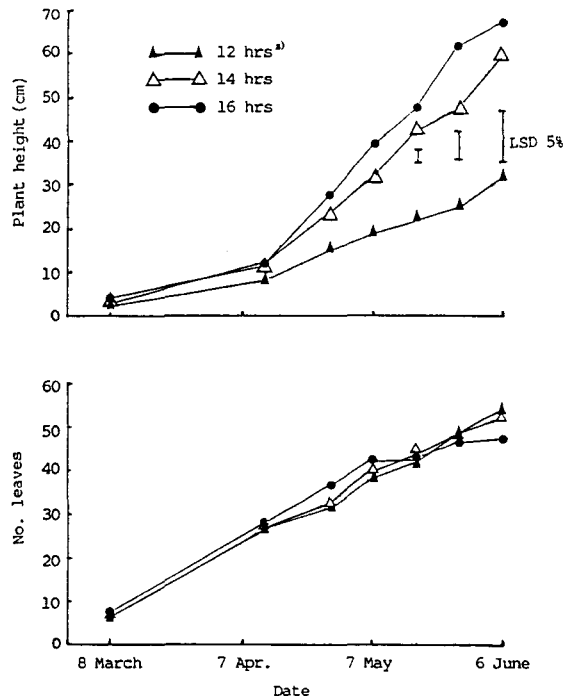 70
60
50
40
30
20
10
0
Plant height (cm)
12 hrs²⁾
14 hrs
16 hrs
LSD 5%
60
50
40
30
20
10
0
No. leaves
8 March 7 Apr. 7 May 6 June
Date